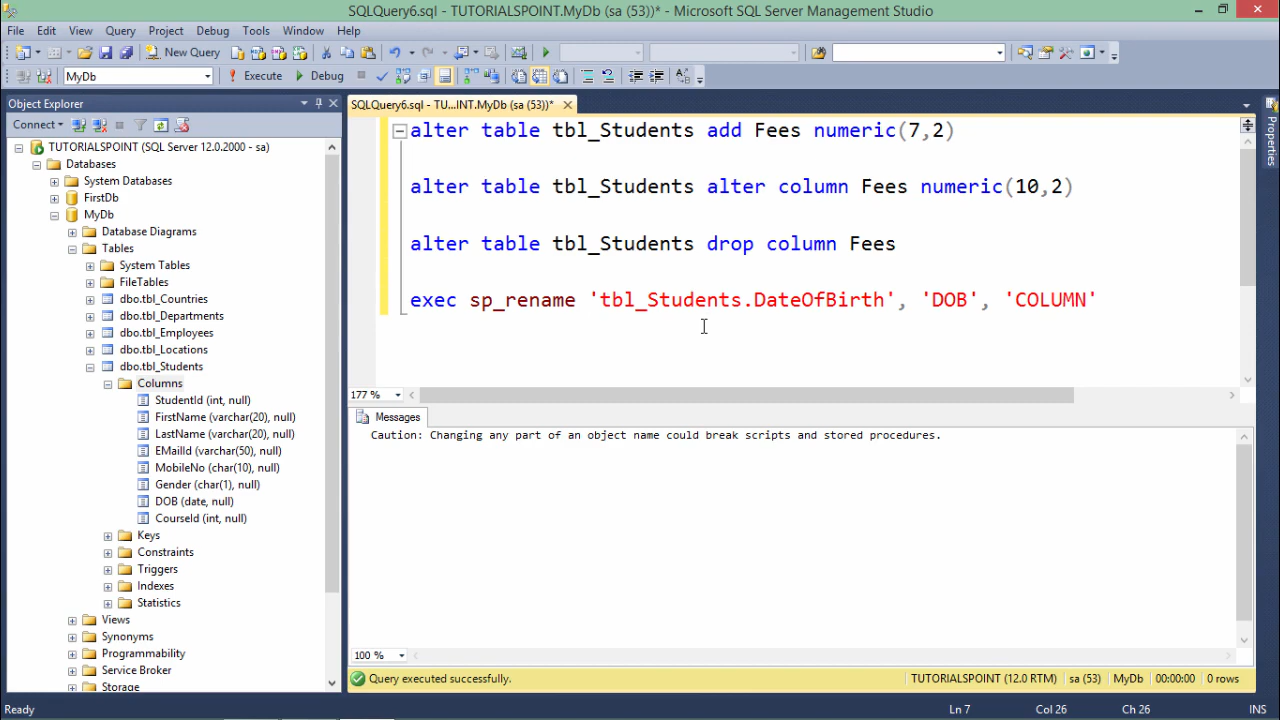 SQLQuery6.sql - TUTORIALSPOINT.MyDb (sa (53))* - Microsoft SQL Server Management Studio
File Edit View Query Project Debug Tools Window Help
New Query
MyDb Execute Debug
Object Explorer
Connect
TUTORIALSPOINT (SQL Server 12.0.2000 - sa)
Databases
System Databases
FirstDb
MyDb
Database Diagrams
Tables
System Tables
FileTables
dbo.tbl_Countries
dbo.tbl_Departments
dbo.tbl_Employees
dbo.tbl_Locations
dbo.tbl_Students
Columns
StudentId (int, null)
FirstName (varchar(20), null)
LastName (varchar(20), null)
EMailId (varchar(50), null)
MobileNo (char(10), null)
Gender (char(1), null)
DOB (date, null)
CourseId (int, null)
Keys
Constraints
Triggers
Indexes
Statistics
Views
Synonyms
Programmability
Service Broker
Storage
SQLQuery6.sql - TU...INT.MyDb (sa (53))*
alter table tbl_Students add Fees numeric(7,2)
alter table tbl_Students alter column Fees numeric(10,2)
alter table tbl_Students drop column Fees
exec sp_rename 'tbl_Students.DateOfBirth', 'DOB', 'COLUMN'
177 %
Messages
Caution: Changing any part of an object name could break scripts and stored procedures.
100 %
Query executed successfully. TUTORIALSPOINT (12.0 RTM) sa (53) MyDb 00:00:00 0 rows
Properties
Ready Ln 7 Col 26 Ch 26 INS